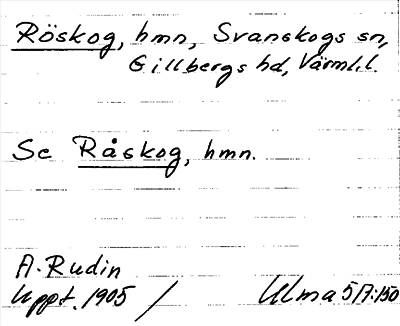 Röskog, hmn, Svanskogs sn,
Gillbergs hd, Värml. l.
Se Råskog, hmn.
A. Rudin
Uppt. 1905 / Ulma 517:150